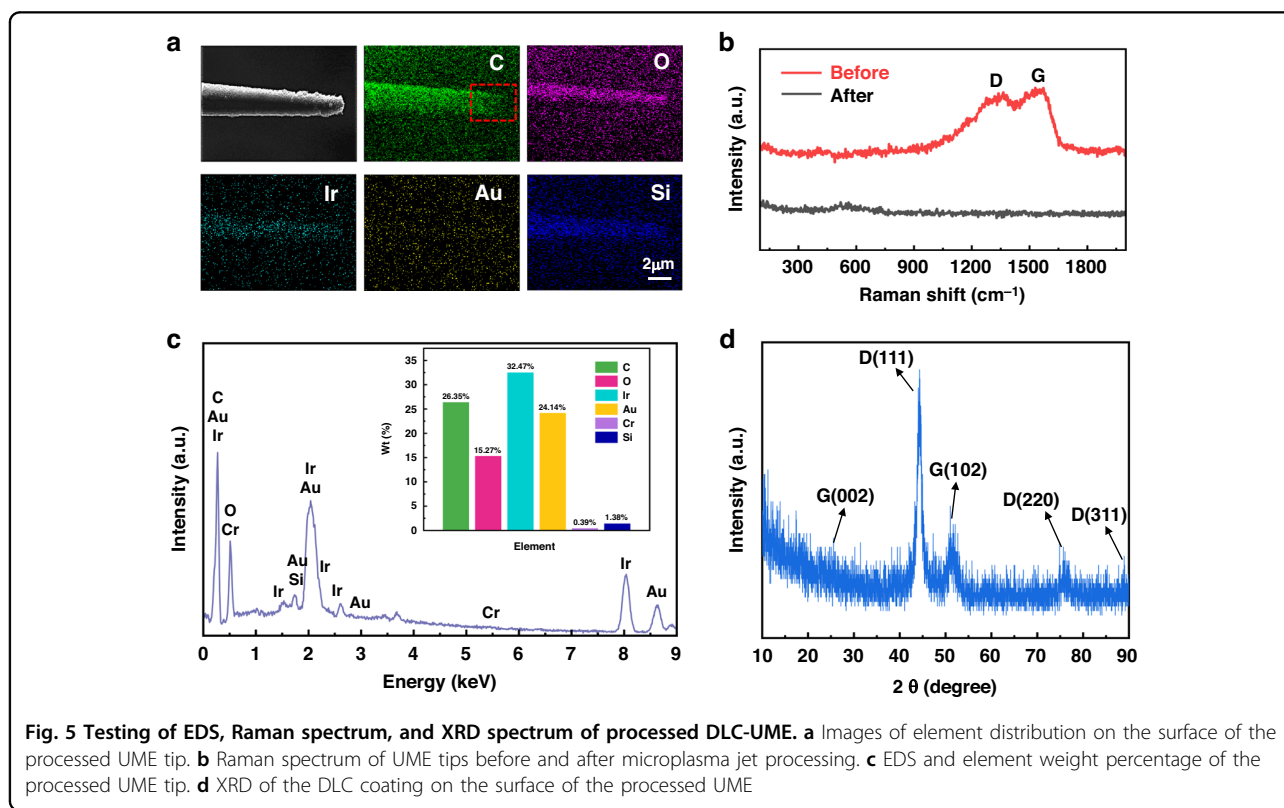 a
C
O
Ir
Au
Si
2μm
b
Before
After
D
G
Intensity (a.u.)
300 600 900 1200 1500 1800
Raman shift (cm⁻¹)
c
C
Au
Ir
O
Cr
Ir
Au
Si
Ir
Au
Ir
Ir
Au
Cr
Ir
Au
Intensity (a.u.)
0 1 2 3 4 5 6 7 8 9
Energy (keV)
Wt (%)
35
30
25
20
15
10
5
0
26.35%
15.27%
32.47%
24.14%
0.39%
1.38%
Element
C
O
Ir
Au
Cr
Si
d
D(111)
G(002)
G(102)
D(220)
D(311)
Intensity (a.u.)
10 20 30 40 50 60 70 80 90
2 θ (degree)
Fig. 5 Testing of EDS, Raman spectrum, and XRD spectrum of processed DLC-UME. a Images of element distribution on the surface of the
processed UME tip. b Raman spectrum of UME tips before and after microplasma jet processing. c EDS and element weight percentage of the
processed UME tip. d XRD of the DLC coating on the surface of the processed UME